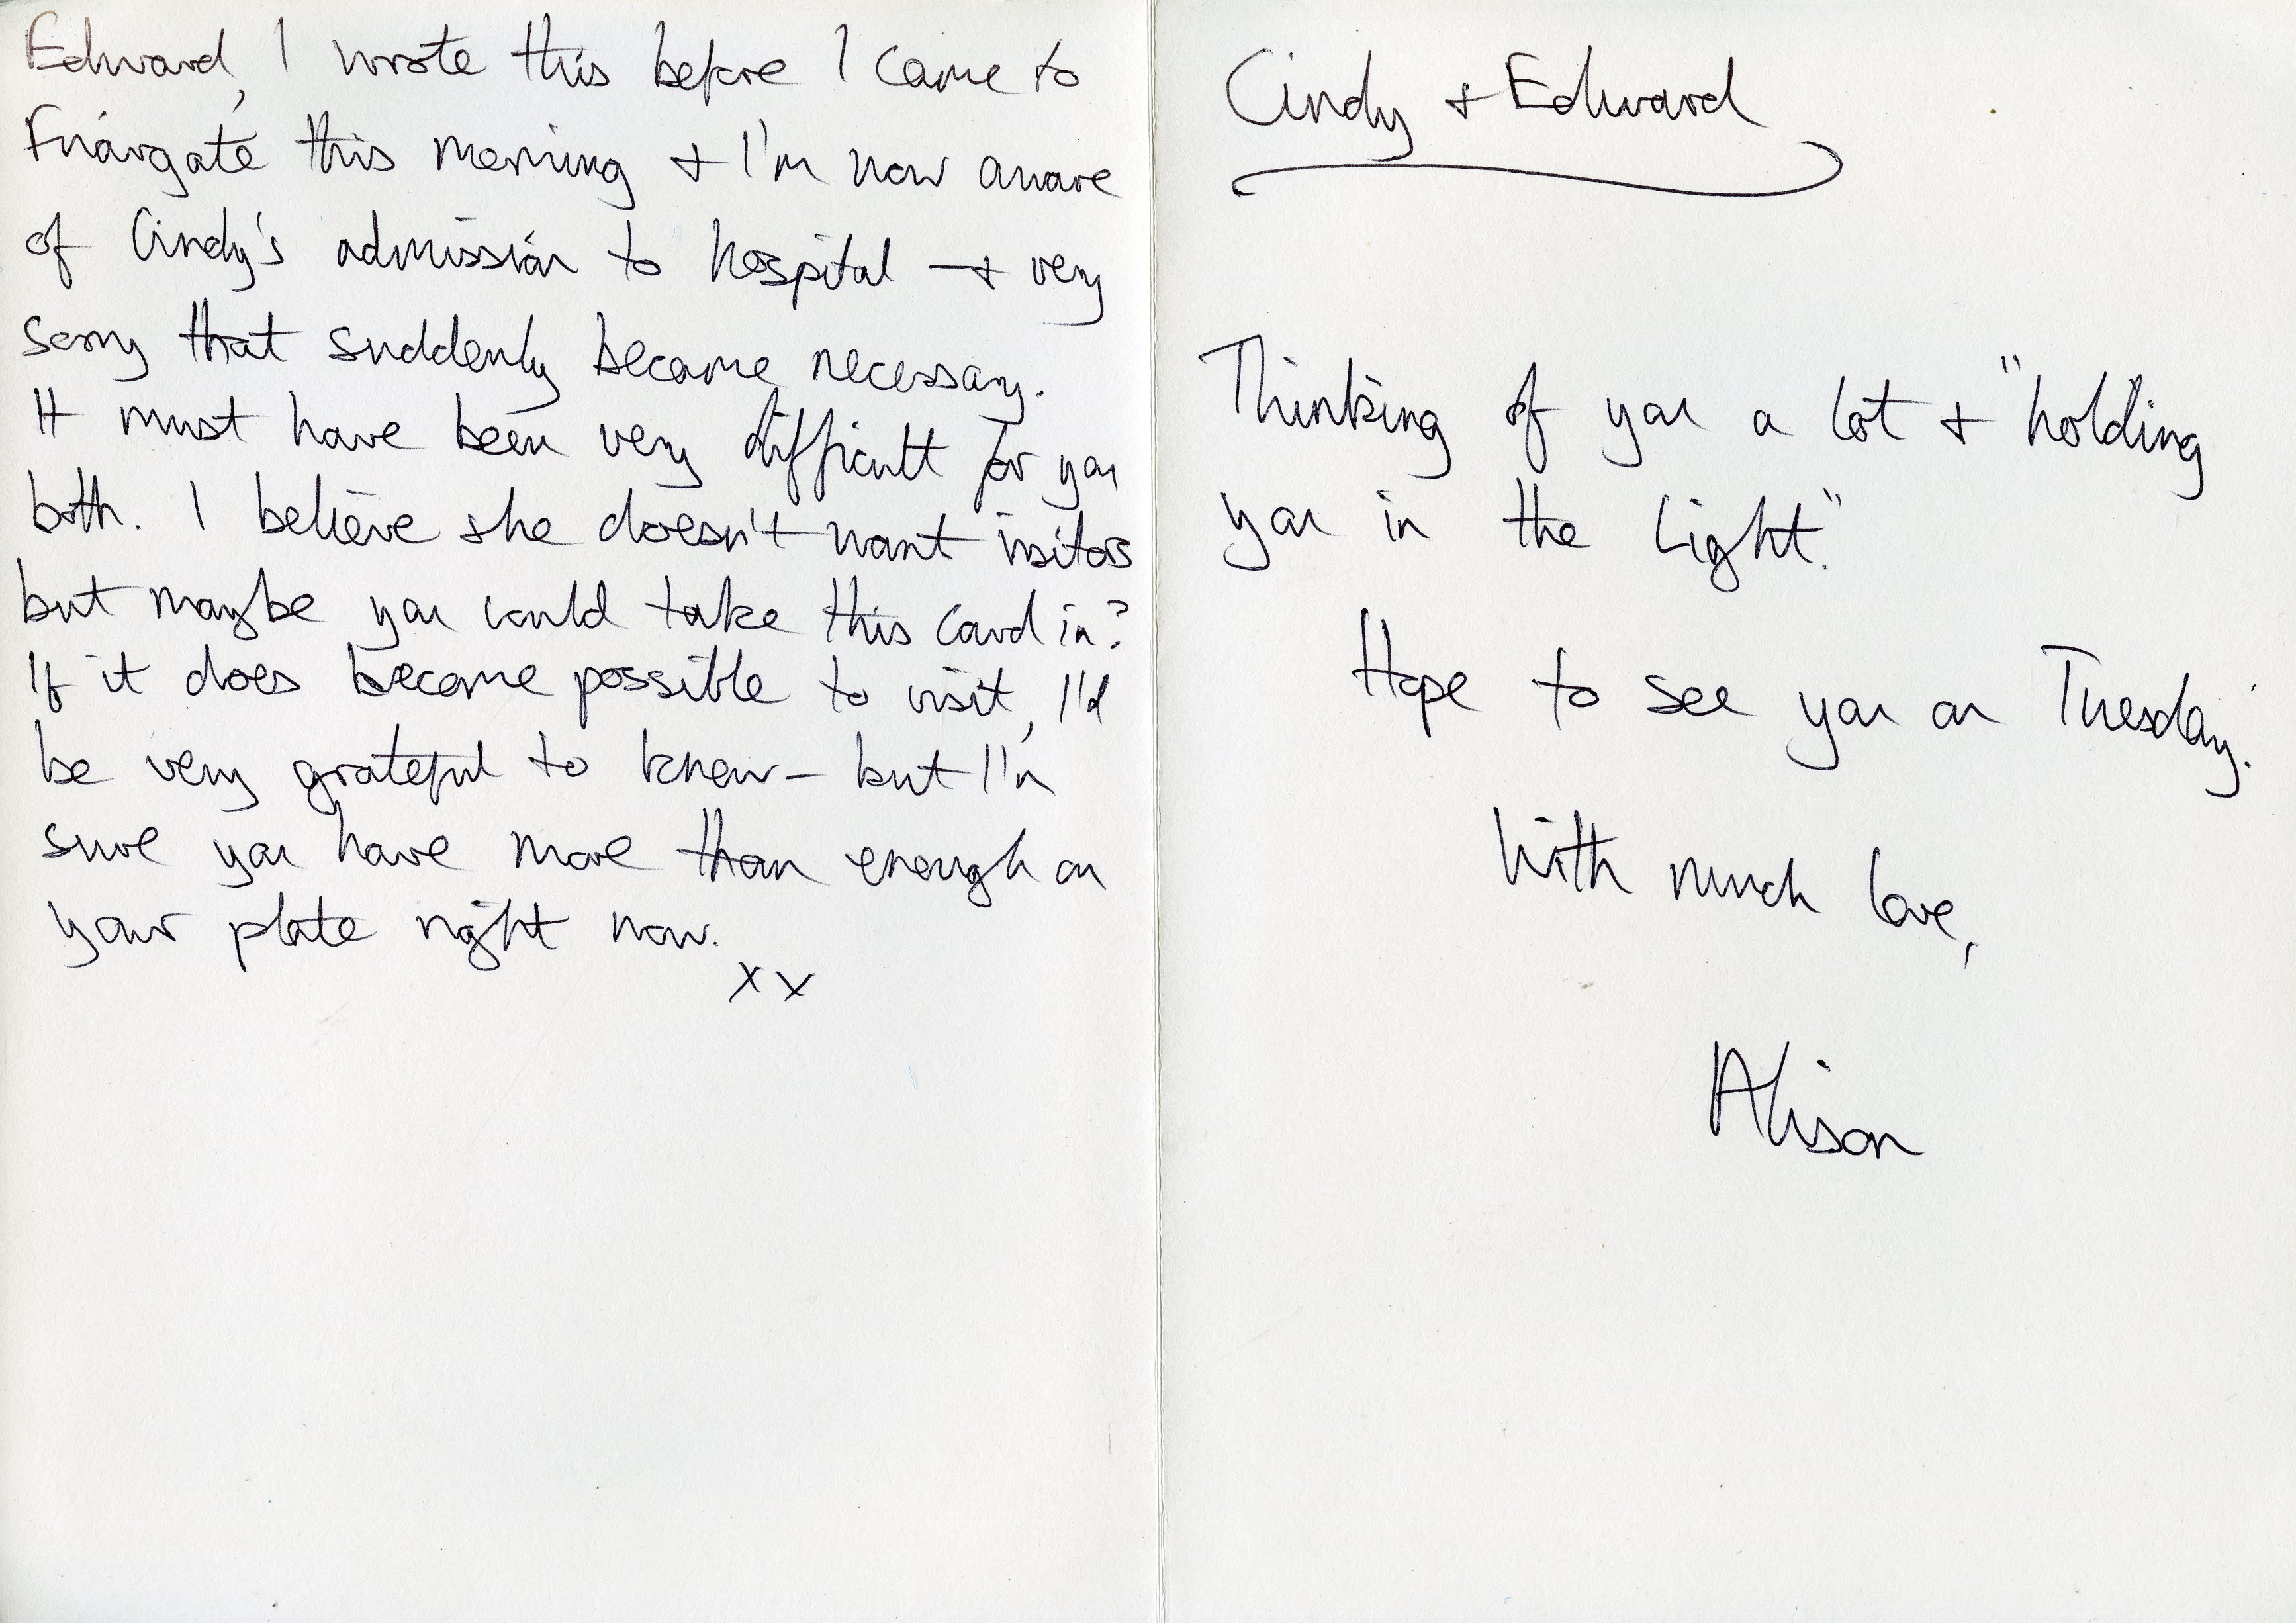 Edward, I wrote this before I came to
Friargate this morning + I'm now aware
of Cindy's admission to hospital — + very
sorry that suddenly became necessary.
It must have been very difficult for you
both. I believe she doesn't want visitors
but maybe you could take this card in?
If it does become possible to visit, I'd
be very grateful to know – but I'm
sure you have more than enough on
your plate right now.
xx
Cindy + Edward
Thinking of you a lot + "holding
you in the Light."
Hope to see you on Tuesday.
With much love,
Alison